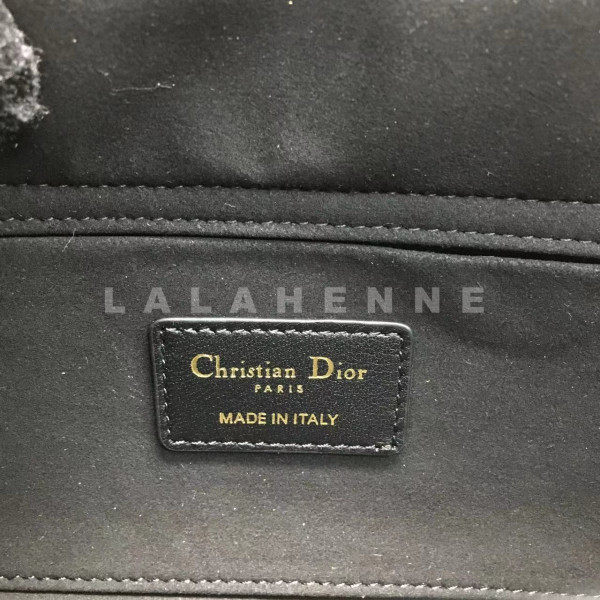 LALAHENNE
Christian Dior
PARIS
MADE IN ITALY